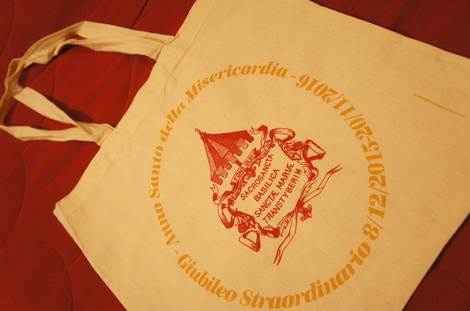 Anno Santo della Misericordia - 8/12/2015-20/11/2016
- Giubileo Straordinario
SACROSANCTA
BASILICA
SANCTÆ MARIÆ
TRANSTYBERIM